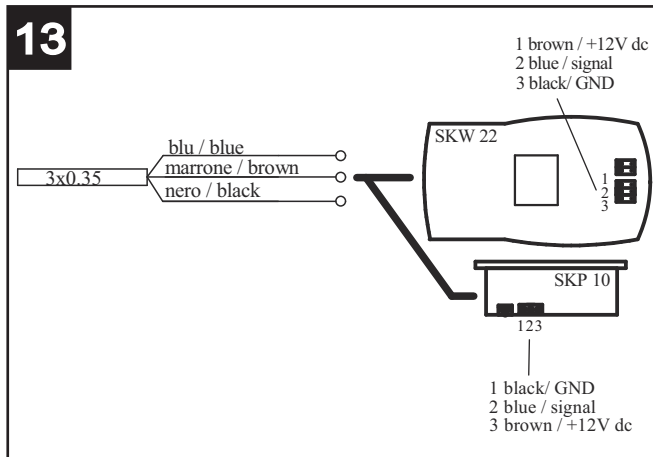 13
1 brown / +12V dc
2 blue / signal
3 black/ GND
SKW 22
blu / blue
marrone / brown
nero / black
3x0.35
1
2
3
SKP 10
123
1 black/ GND
2 blue / signal
3 brown / +12V dc